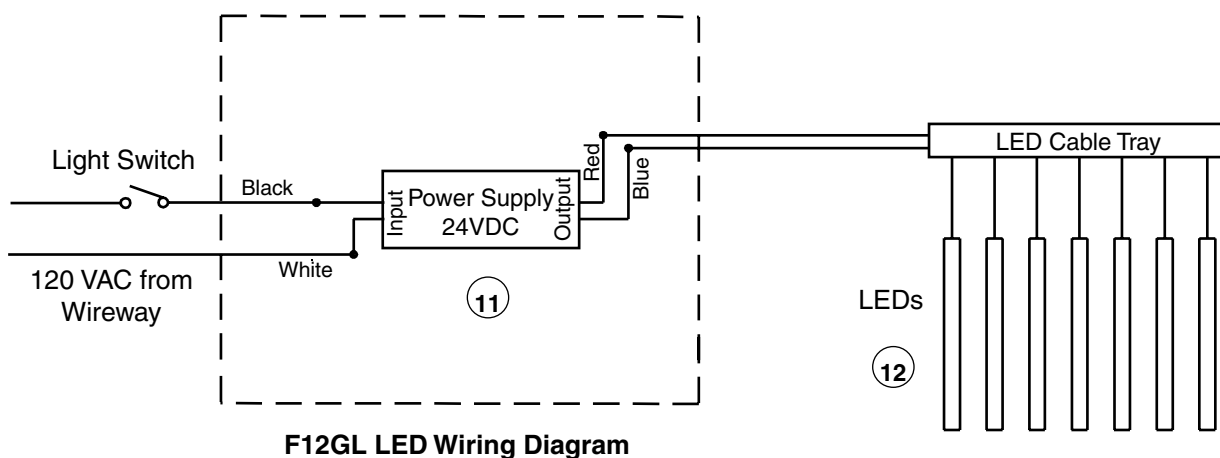 Light Switch
Black
Input
Power Supply
24VDC
Output
Red
Blue
LED Cable Tray
White
120 VAC from
Wireway
11
LEDs
12
F12GL LED Wiring Diagram